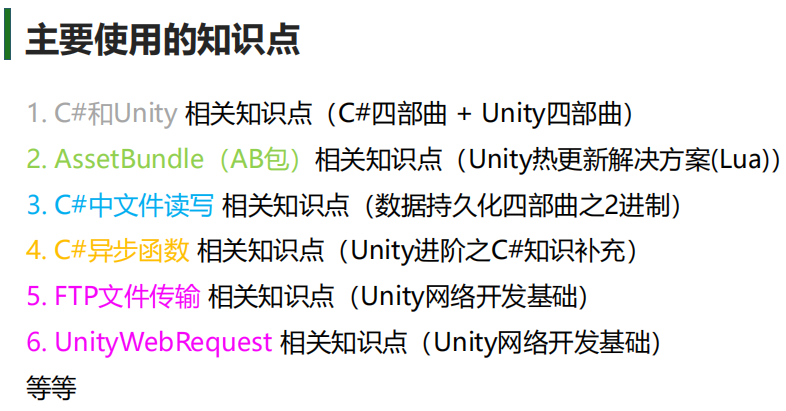 主要使用的知识点
1. C#和Unity 相关知识点（C#四部曲 + Unity四部曲）
2. AssetBundle（AB包）相关知识点（Unity热更新解决方案(Lua)）
3. C#中文件读写 相关知识点（数据持久化四部曲之2进制）
4. C#异步函数 相关知识点（Unity进阶之C#知识补充）
5. FTP文件传输 相关知识点（Unity网络开发基础）
6. UnityWebRequest 相关知识点（Unity网络开发基础）
等等